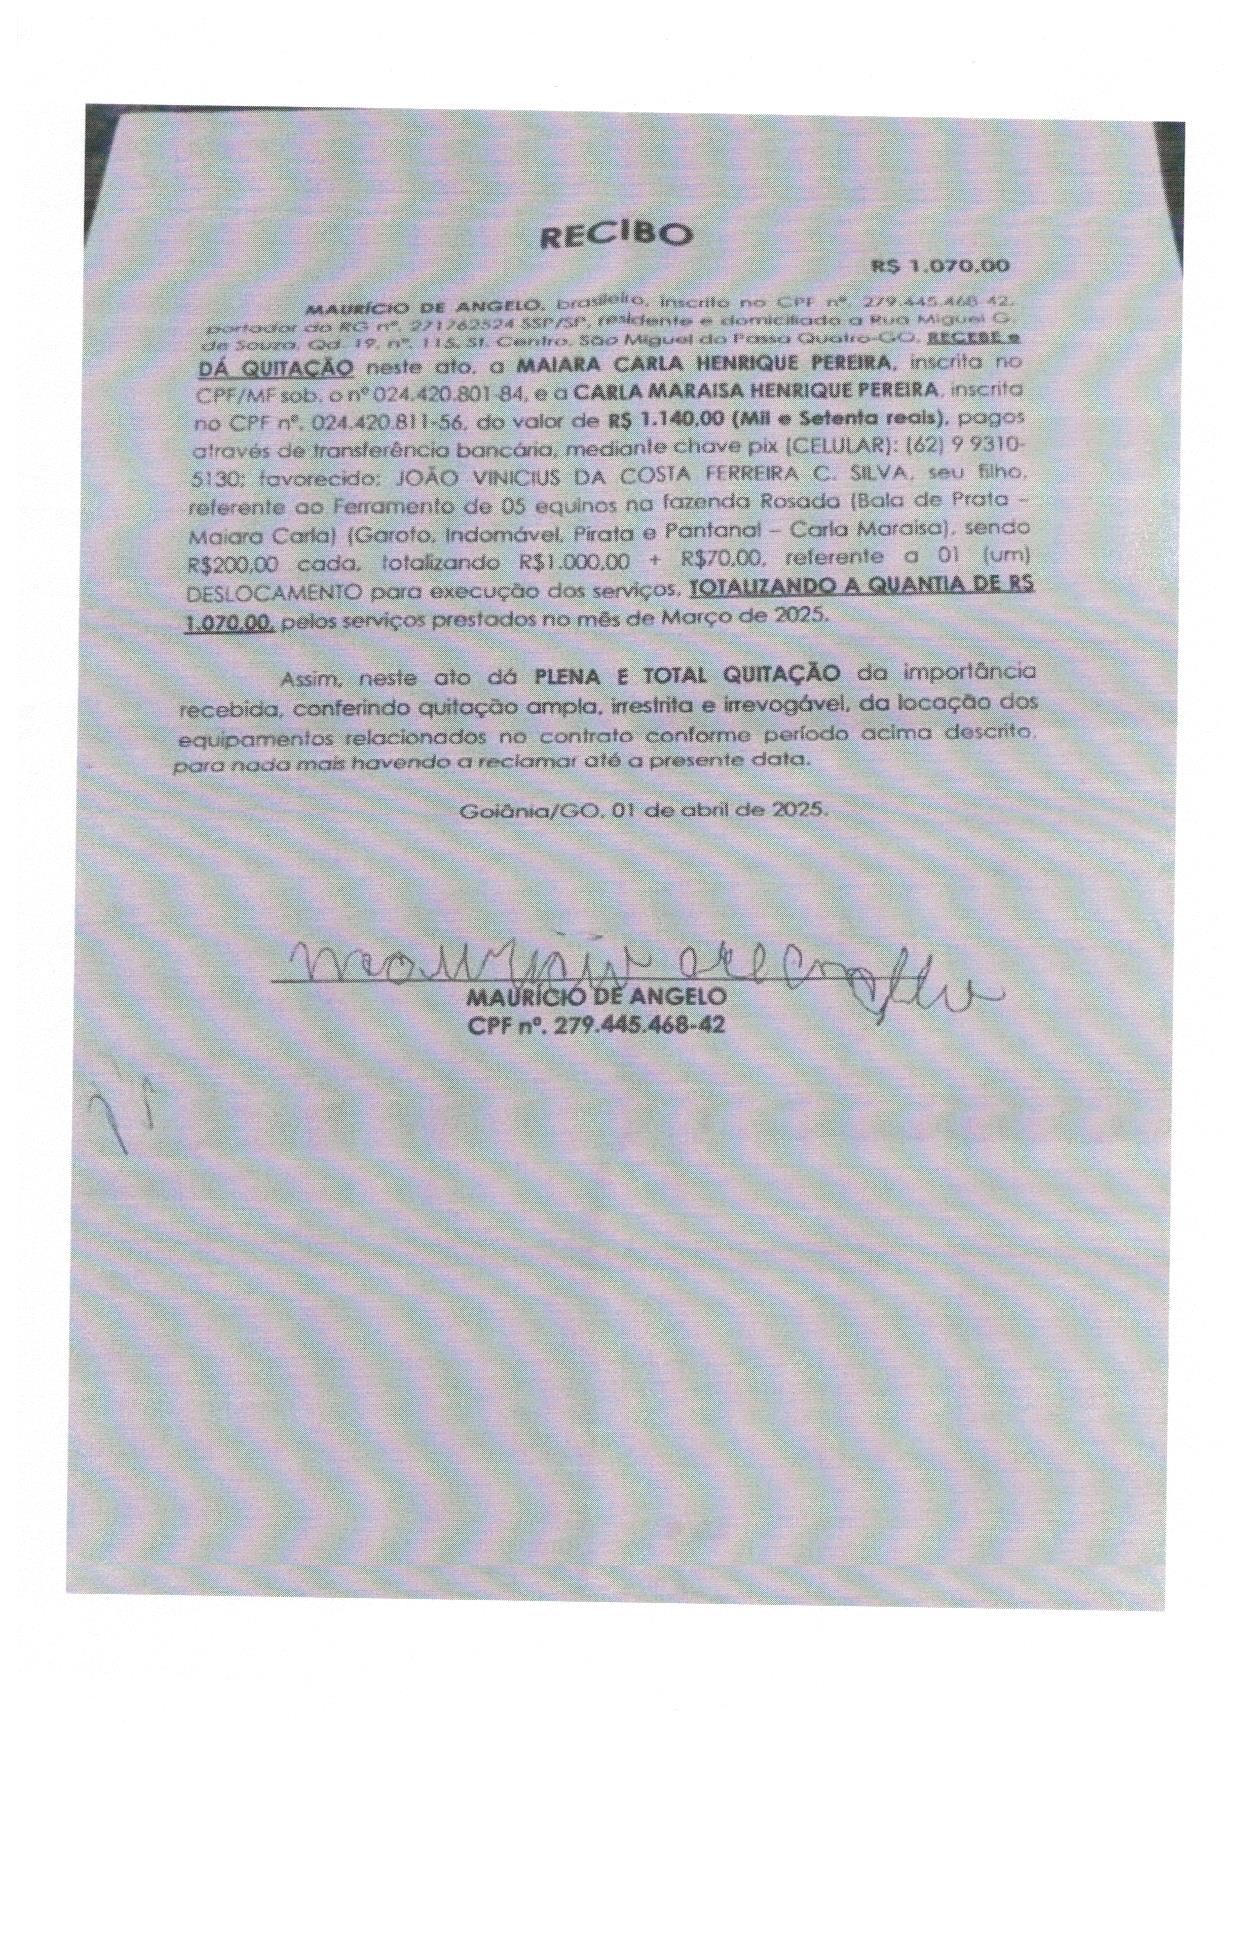 RECIBO
R$ 1.070,00
MAURÍCIO DE ANGELO, brasileiro, inscrito no CPF nº. 279.445.468-42,
portador do RG nº. 271762524 SSP/SP, residente e domiciliado a Rua Miguel G.
de Souza, Qd. 19, nº. 115, St. Centro, São Miguel do Passa Quatro-GO, RECEBE e
DÁ QUITAÇÃO neste ato, a MAIARA CARLA HENRIQUE PEREIRA, inscrita no
CPF/MF sob. o nº 024.420.801-84, e a CARLA MARAISA HENRIQUE PEREIRA, inscrita
no CPF nº. 024.420.811-56, do valor de R$ 1.140,00 (Mil e Setenta reais), pagos
através de transferência bancária, mediante chave pix (CELULAR): (62) 9 9310-
5130; favorecido: JOÃO VINICIUS DA COSTA FERREIRA C. SILVA, seu filho,
referente ao Ferramento de 05 equinos na fazenda Rosada (Bala de Prata –
Maiara Carla) (Garoto, Indomável, Pirata e Pantanal – Carla Maraisa), sendo
R$200,00 cada, totalizando R$1.000,00 + R$70,00, referente a 01 (um)
DESLOCAMENTO para execução dos serviços, TOTALIZANDO A QUANTIA DE R$
1.070,00, pelos serviços prestados no mês de Março de 2025.
Assim, neste ato dá PLENA E TOTAL QUITAÇÃO da importância
recebida, conferindo quitação ampla, irrestrita e irrevogável, da locação dos
equipamentos relacionados no contrato conforme período acima descrito,
para nada mais havendo a reclamar até a presente data.
Goiânia/GO, 01 de abril de 2025.
MAURÍCIO DE ANGELO
CPF nº. 279.445.468-42